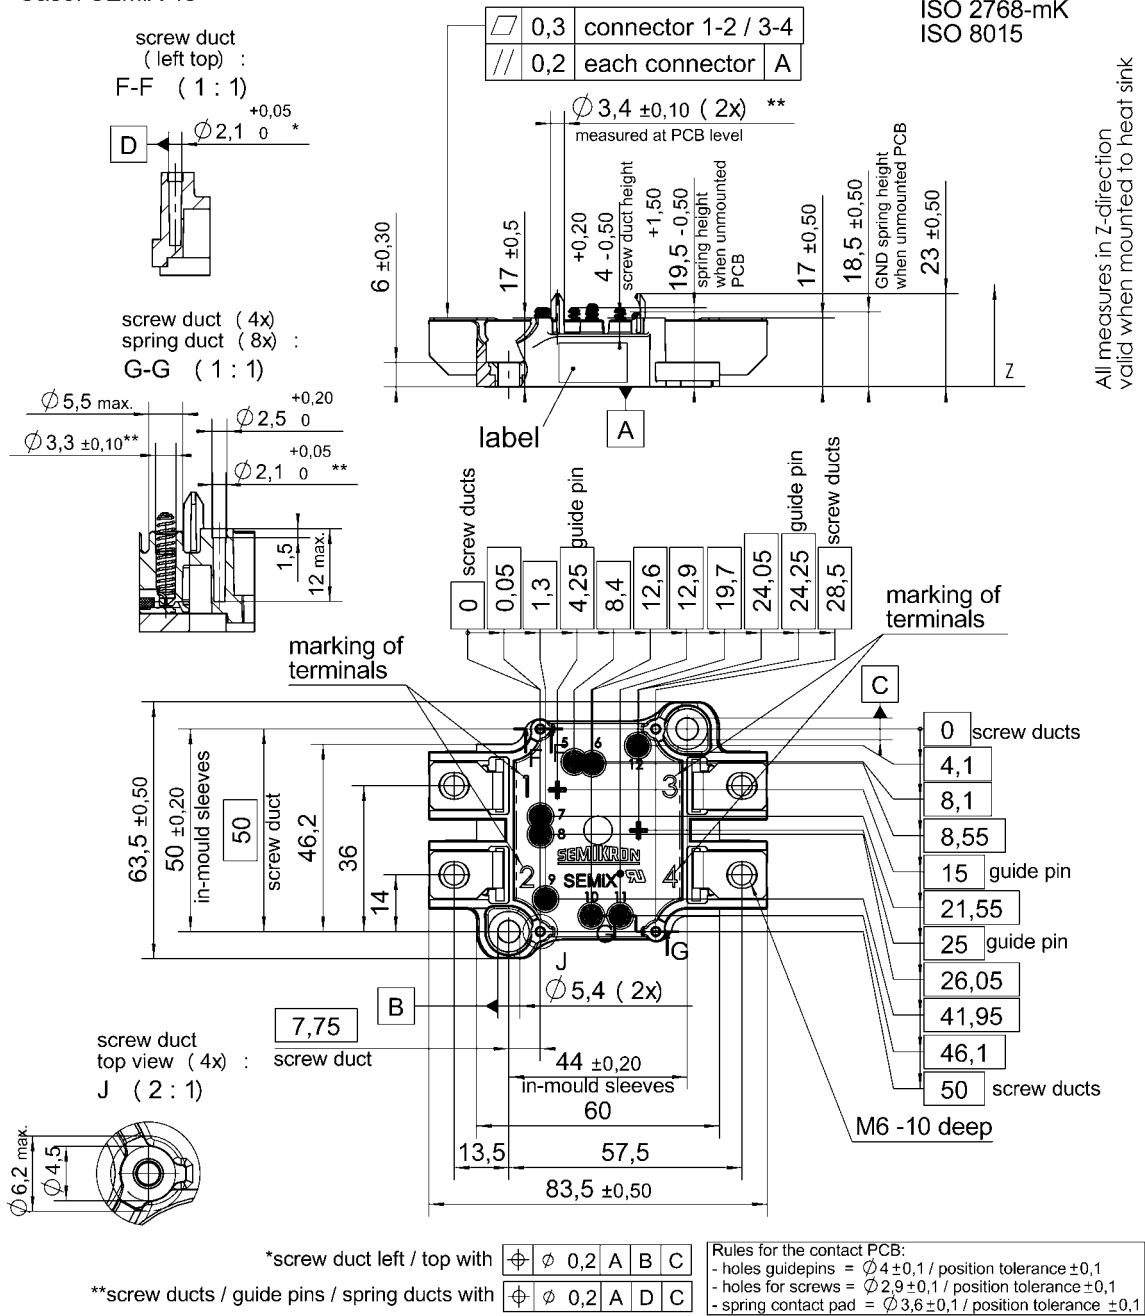 ISO 2768-mK
ISO 8015
screw duct
( left top) :
F-F ( 1 : 1)
D
∅2,1 +0,05 0 *
▱ 0,3 connector 1-2 / 3-4
// 0,2 each connector A
∅ 3,4 ±0,10 ( 2x) **
measured at PCB level
6 ±0,30
17 ±0,5
4 +0,20 -0,50
screw duct height
19,5 +1,50 -0,50
spring height
when unmounted
PCB
17 ±0,50
18,5 ±0,50
GND spring height
when unmounted PCB
23 ±0,50
Z
All measures in Z-direction
valid when mounted to heat sink
label
A
screw duct ( 4x)
spring duct ( 8x) :
G-G ( 1 : 1)
∅ 5,5 max.
∅ 2,5 +0,20 0
∅ 3,3 ±0,10**
∅ 2,1 +0,05 0 **
1,5
12 max.
screw ducts
guide pin
guide pin
screw ducts
0
0,05
1,3
4,25
8,4
12,6
12,9
19,7
24,05
24,25
28,5
marking of
terminals
marking of
terminals
C
0 screw ducts
4,1
8,1
8,55
15 guide pin
21,55
25 guide pin
26,05
41,95
46,1
50 screw ducts
63,5 ±0,50
50 ±0,20
in-mould sleeves
50
screw duct
46,2
36
14
F
F
5
6
12
1
3
7
8
SEMIKRON
2
9
SEMIX
4
10
11
G
G
J
B
∅ 5,4 ( 2x)
7,75
screw duct
44 ±0,20
in-mould sleeves
60
13,5
57,5
83,5 ±0,50
M6 -10 deep
screw duct
top view ( 4x) :
J ( 2 : 1)
∅ 6,2 max.
∅ 4,5
*screw duct left / top with ⌖ ∅ 0,2 A B C
**screw ducts / guide pins / spring ducts with ⌖ ∅ 0,2 A D C
Rules for the contact PCB:
- holes guidepins = ∅4±0,1 / position tolerance ±0,1
- holes for screws = ∅2,9±0,1 / position tolerance ±0,1
- spring contact pad = ∅3,6±0,1 / position tolerance ±0,1